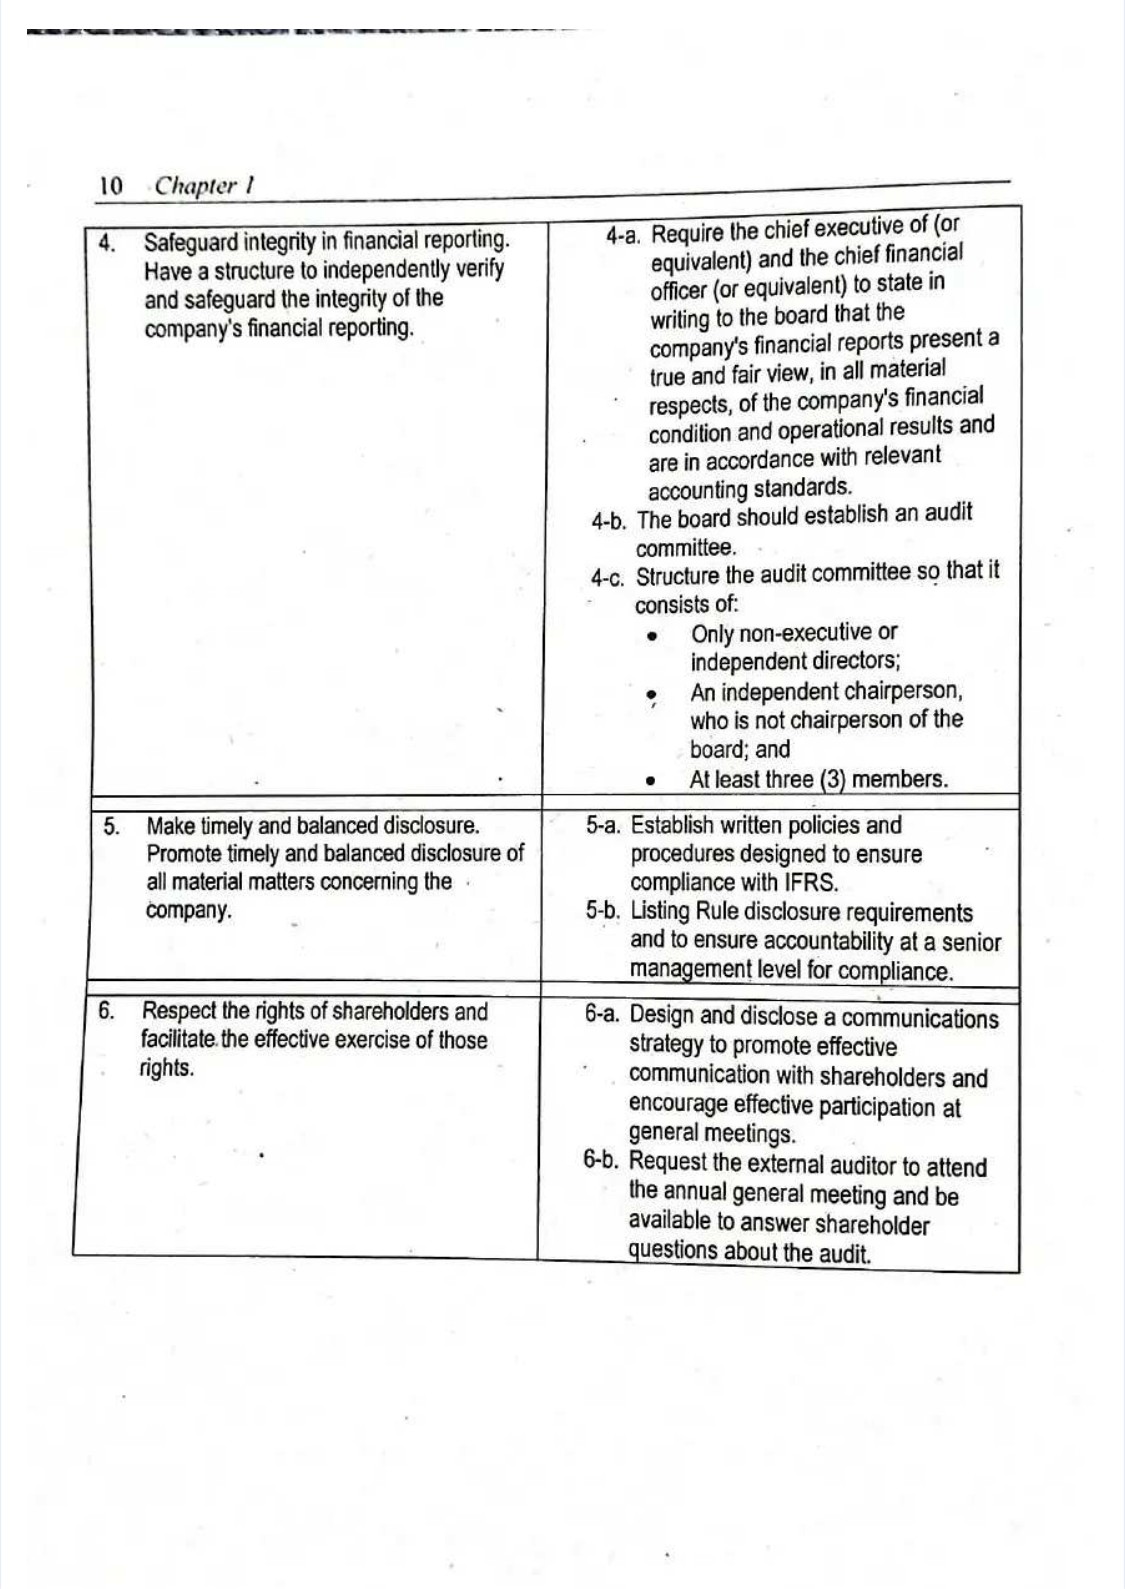 10 Chapter 1
4. Safeguard integrity in financial reporting.
Have a structure to independently verify
and safeguard the integrity of the
company's financial reporting.
4-a. Require the chief executive of (or
equivalent) and the chief financial
officer (or equivalent) to state in
writing to the board that the
company's financial reports present a
true and fair view, in all material
respects, of the company's financial
condition and operational results and
are in accordance with relevant
accounting standards.
4-b. The board should establish an audit
committee.
4-c. Structure the audit committee so that it
consists of:
• Only non-executive or
independent directors;
• An independent chairperson,
who is not chairperson of the
board; and
• At least three (3) members.
5. Make timely and balanced disclosure.
Promote timely and balanced disclosure of
all material matters concerning the
company.
5-a. Establish written policies and
procedures designed to ensure
compliance with IFRS.
5-b. Listing Rule disclosure requirements
and to ensure accountability at a senior
management level for compliance.
6. Respect the rights of shareholders and
facilitate the effective exercise of those
rights.
6-a. Design and disclose a communications
strategy to promote effective
communication with shareholders and
encourage effective participation at
general meetings.
6-b. Request the external auditor to attend
the annual general meeting and be
available to answer shareholder
questions about the audit.